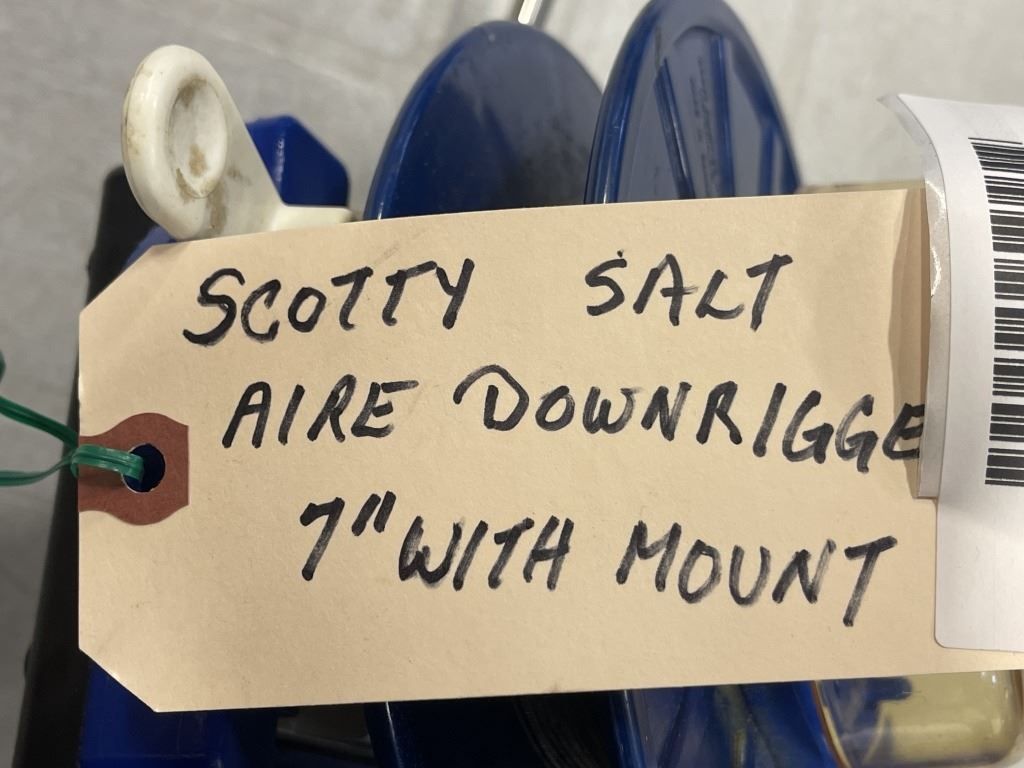 SCOTTY SALT
AIRE DOWNRIGGE
7" WITH MOUNT